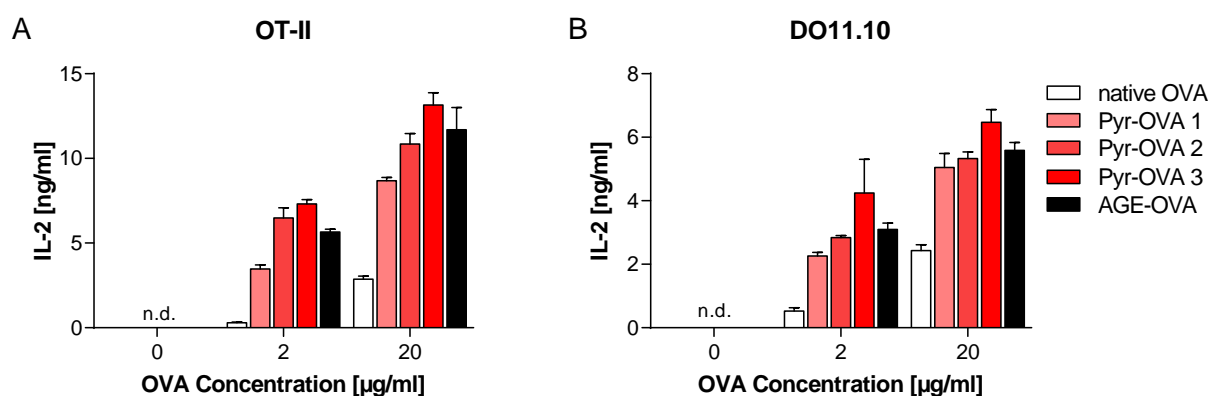 A
OT-II
IL-2 [ng/ml]
15
10
5
0
n.d.
0
2
20
OVA Concentration [µg/ml]
B
DO11.10
IL-2 [ng/ml]
8
6
4
2
0
n.d.
0
2
20
OVA Concentration [µg/ml]
native OVA
Pyr-OVA 1
Pyr-OVA 2
Pyr-OVA 3
AGE-OVA